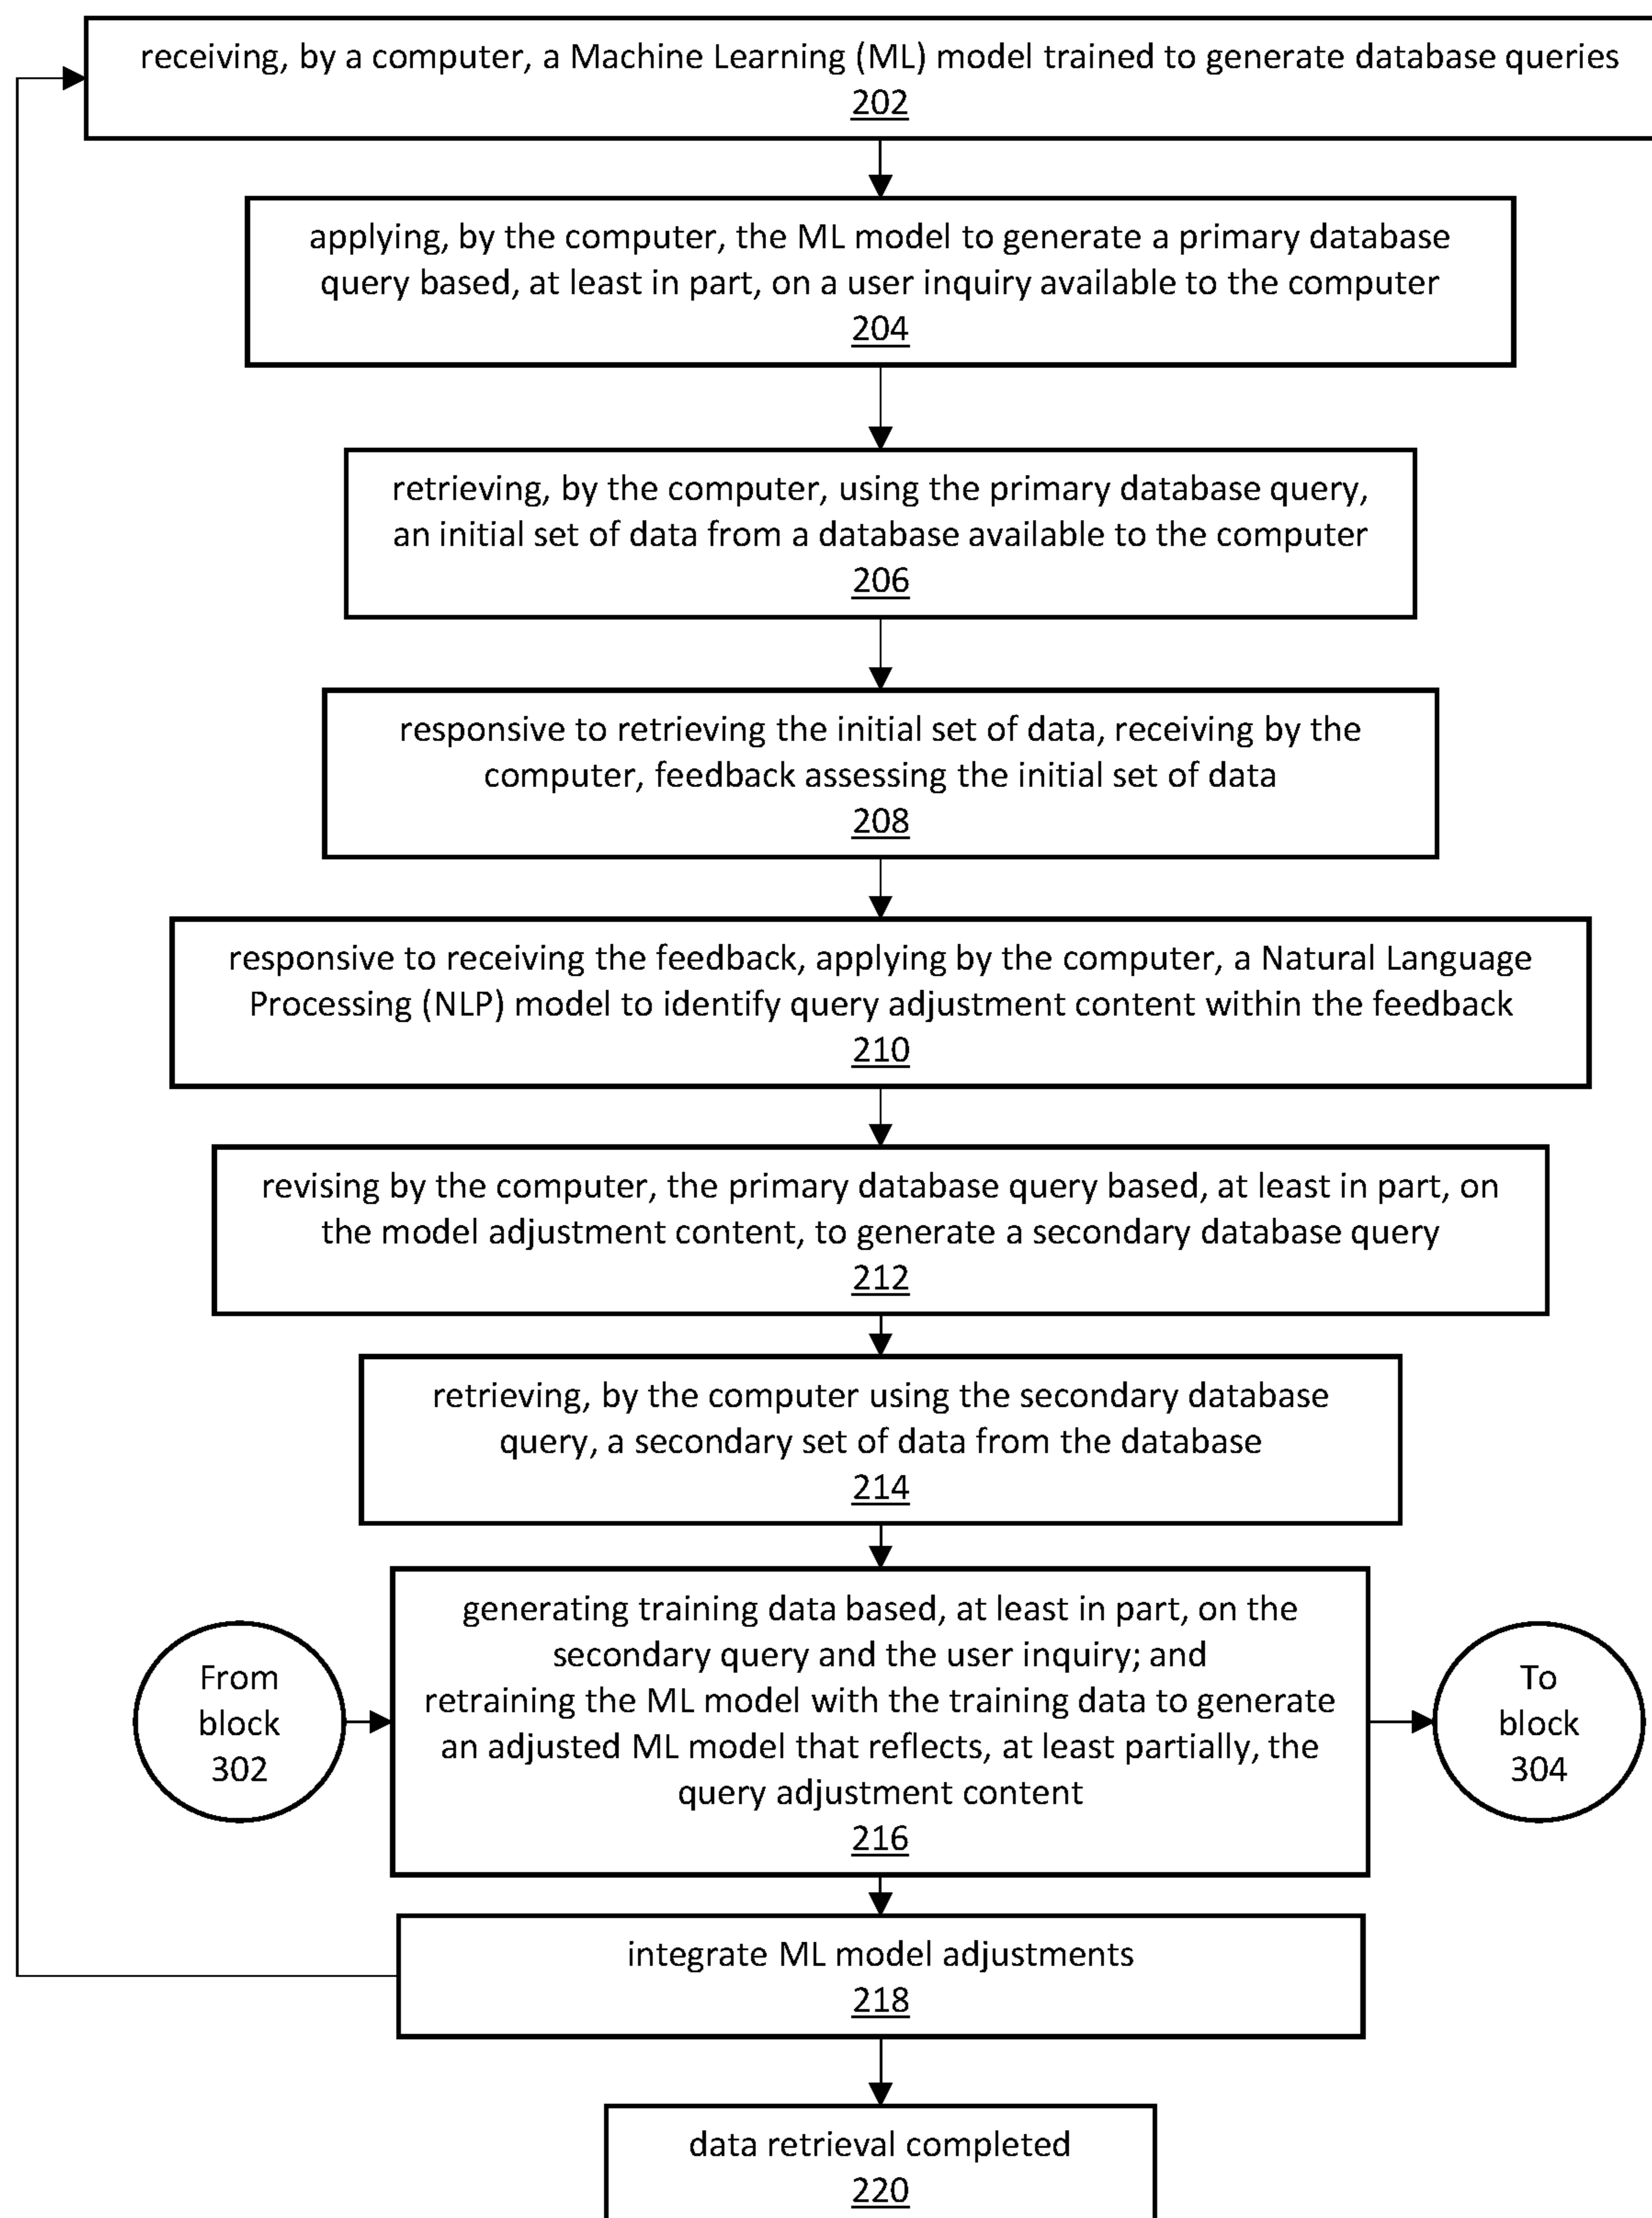 receiving, by a computer, a Machine Learning (ML) model trained to generate database queries
202
applying, by the computer, the ML model to generate a primary database
query based, at least in part, on a user inquiry available to the computer
204
retrieving, by the computer, using the primary database query,
an initial set of data from a database available to the computer
206
responsive to retrieving the initial set of data, receiving by the
computer, feedback assessing the initial set of data
208
responsive to receiving the feedback, applying by the computer, a Natural Language
Processing (NLP) model to identify query adjustment content within the feedback
210
revising by the computer, the primary database query based, at least in part, on
the model adjustment content, to generate a secondary database query
212
retrieving, by the computer using the secondary database
query, a secondary set of data from the database
214
From
block
302
generating training data based, at least in part, on the
secondary query and the user inquiry; and
retraining the ML model with the training data to generate
an adjusted ML model that reflects, at least partially, the
query adjustment content
216
To
block
304
integrate ML model adjustments
218
data retrieval completed
220